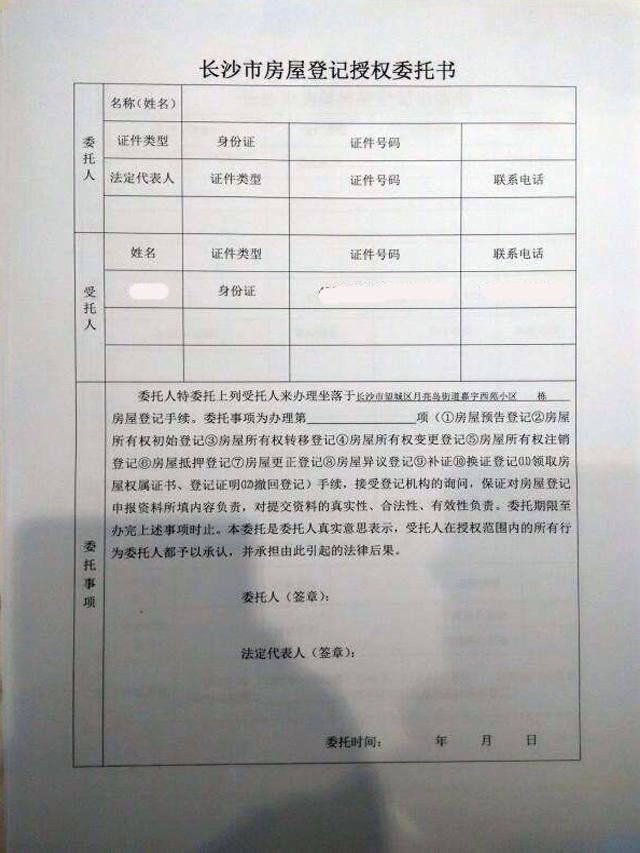 长沙市房屋登记授权委托书
委托人
名称(姓名)
证件类型 身份证 证件号码
法定代表人 证件类型 证件号码 联系电话
受托人
姓名 证件类型 证件号码 联系电话
身份证
委托事项
委托人特委托上列受托人来办理坐落于长沙市望城区月亮岛街道嘉宇西苑小区 栋
房屋登记手续。委托事项为办理第 项(①房屋预告登记②房屋
所有权初始登记③房屋所有权转移登记④房屋所有权变更登记⑤房屋所有权注销
登记⑥房屋抵押登记⑦房屋更正登记⑧房屋异议登记⑨补证⑩换证登记⑾领取房
屋权属证书、登记证明⑿撤回登记)手续,接受登记机构的询问,保证对房屋登记
申报资料所填内容负责,对提交资料的真实性、合法性、有效性负责。委托期限至
办完上述事项时止。本委托是委托人真实意思表示,受托人在授权范围内的所有行
为委托人都予以承认,并承担由此引起的法律后果。
委托人(签章):
法定代表人(签章):
委托时间: 年 月 日